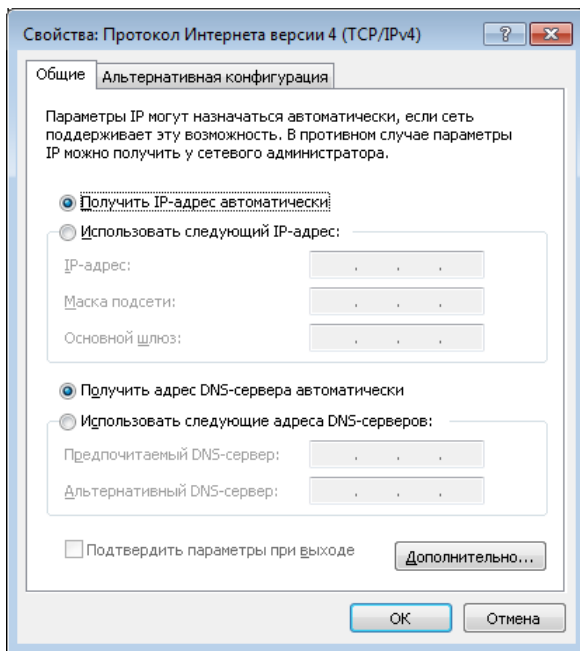 Свойства: Протокол Интернета версии 4 (TCP/IPv4)
Общие
Альтернативная конфигурация
Параметры IP могут назначаться автоматически, если сеть
поддерживает эту возможность. В противном случае параметры
IP можно получить у сетевого администратора.
Получить IP-адрес автоматически
Использовать следующий IP-адрес:
IP-адрес:
Маска подсети:
Основной шлюз:
Получить адрес DNS-сервера автоматически
Использовать следующие адреса DNS-серверов:
Предпочитаемый DNS-сервер:
Альтернативный DNS-сервер:
Подтвердить параметры при выходе
Дополнительно...
ОК
Отмена